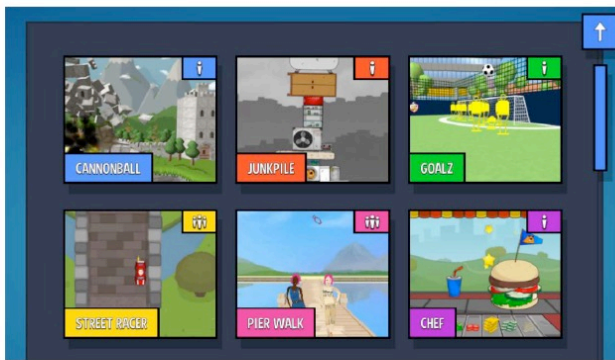 CANNONBALL
JUNKPILE
GOALZ
STREET RACER
PIER WALK
CHEF